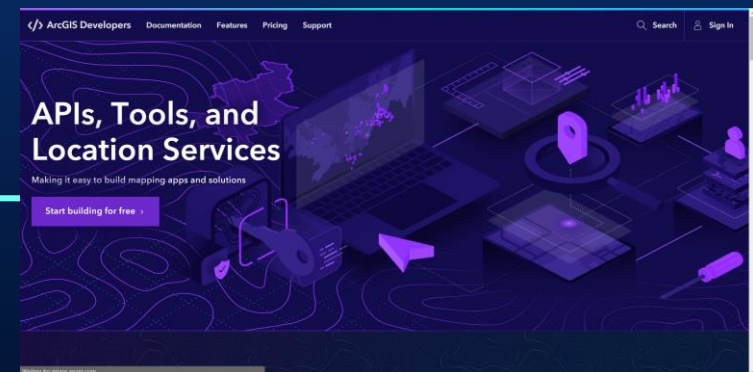 </> ArcGIS Developers Documentation Features Pricing Support Search Sign In
APIs, Tools, and
Location Services
Making it easy to build mapping apps and solutions
Start building for free ›